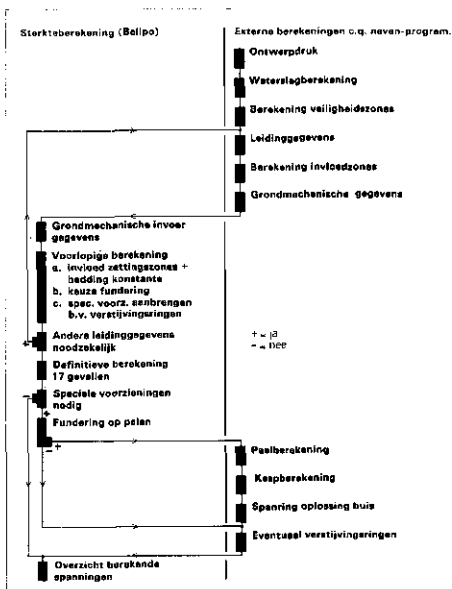 Sterkteberekening (Bélipo)
Externe berekeningen c.q. neven-program.
Ontwerpdruk
Waterslagberekening
Berekening veiligheidszones
Leidinggegevens
Berekening invloedzones
Grondmechanische gegevens
Grondmechanische invoer
gegevens
Voorlopige berekening
a. invloed zettingszones +
bedding konstante
b. keuze fundering
c. spec. voorz. aanbrengen
b.v. verstijvingsringen
Andere leidinggegevens
noodzakelijk
+ = ja
- = nee
Definitieve berekening
17 gevallen
Speciale voorzieningen
nodig
Fundering op palen
Paalberekening
Kespberekening
Spanring oplossing buis
Eventueel verstijvingsringen
Overzicht berekende
spanningen